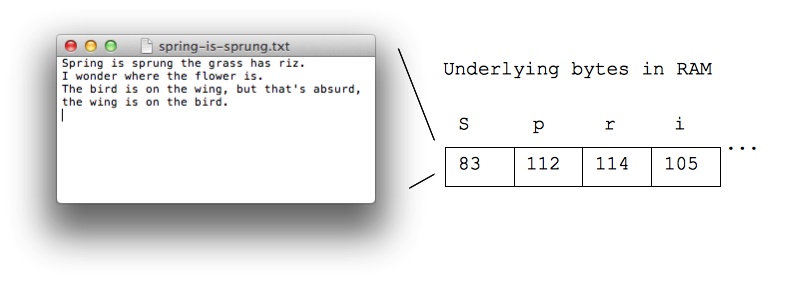 spring-is-sprung.txt
Spring is sprung the grass has riz.
I wonder where the flower is.
The bird is on the wing, but that's absurd,
the wing is on the bird.
Underlying bytes in RAM
S p r i
83 112 114 105 ...